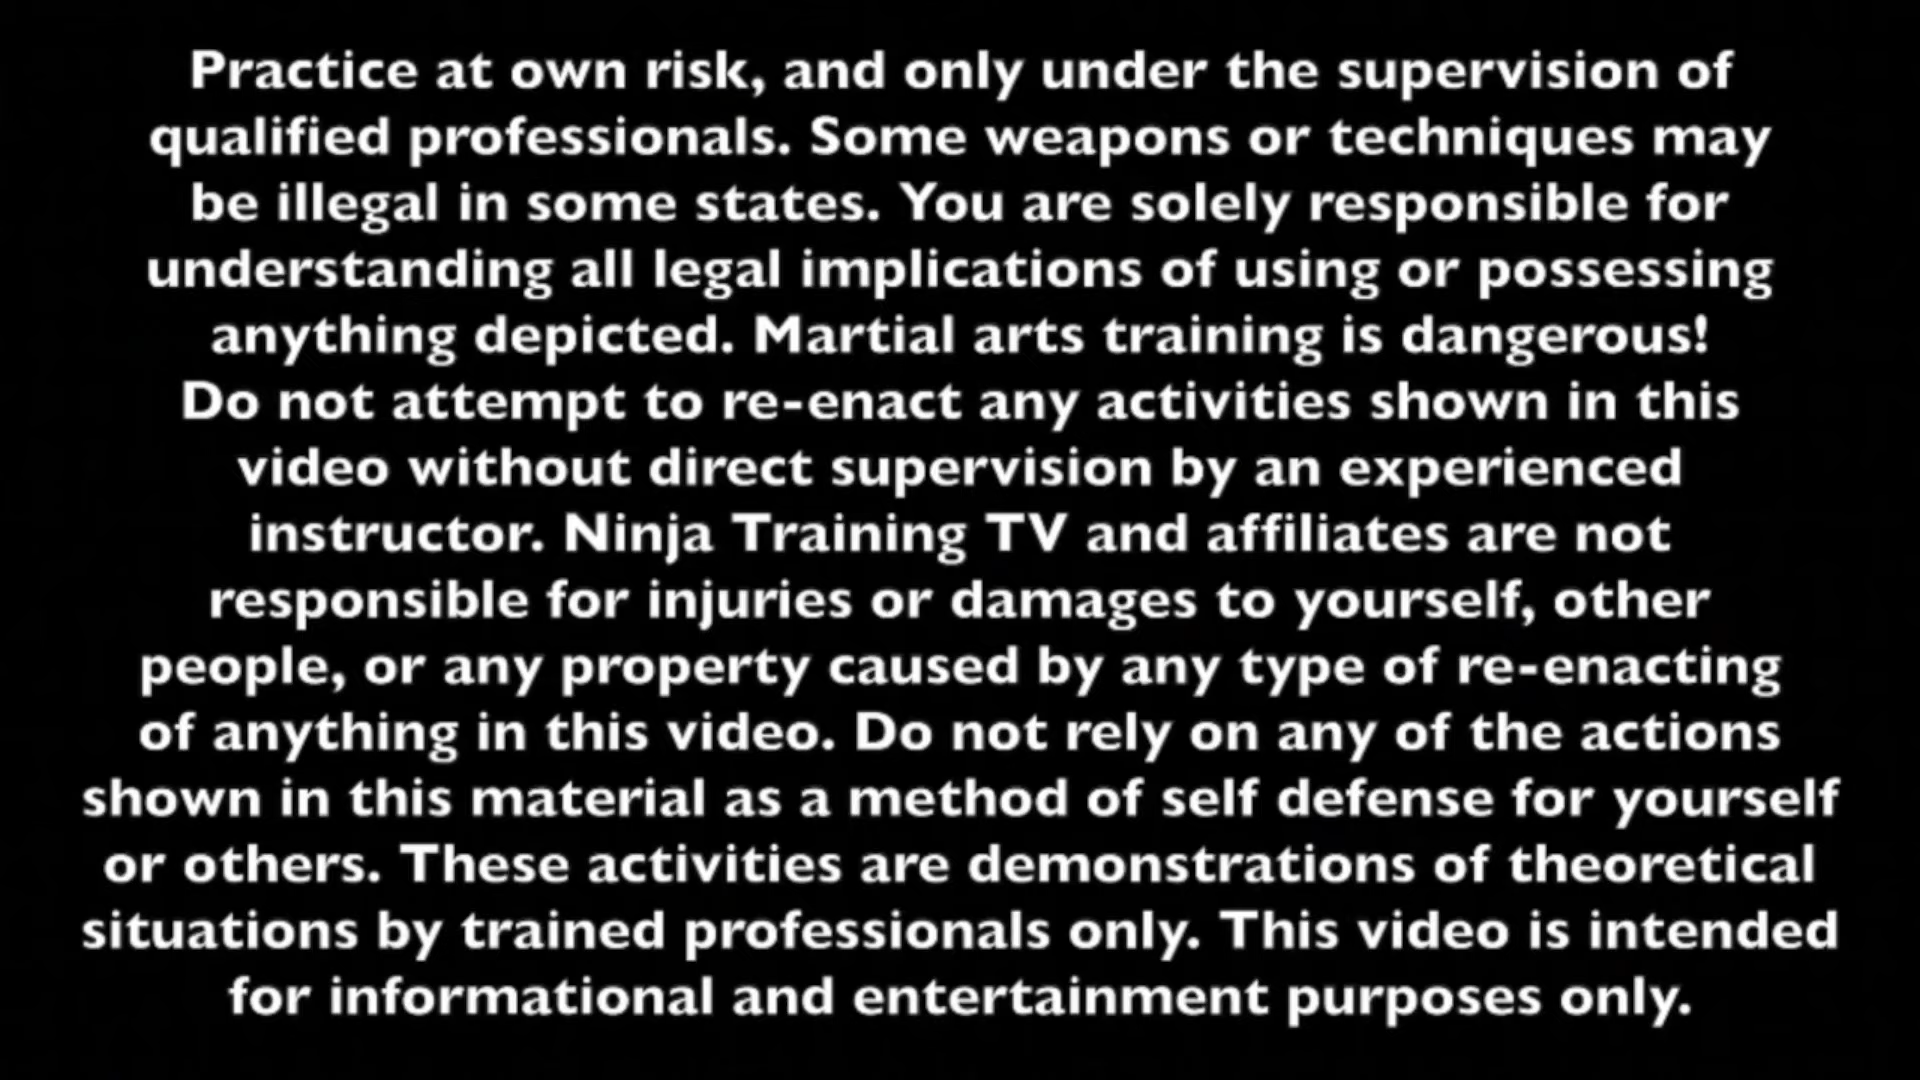 Practice at own risk, and only under the supervision of
qualified professionals. Some weapons or techniques may
be illegal in some states. You are solely responsible for
understanding all legal implications of using or possessing
anything depicted. Martial arts training is dangerous!
Do not attempt to re-enact any activities shown in this
video without direct supervision by an experienced
instructor. Ninja Training TV and affiliates are not
responsible for injuries or damages to yourself, other
people, or any property caused by any type of re-enacting
of anything in this video. Do not rely on any of the actions
shown in this material as a method of self defense for yourself
or others. These activities are demonstrations of theoretical
situations by trained professionals only. This video is intended
for informational and entertainment purposes only.